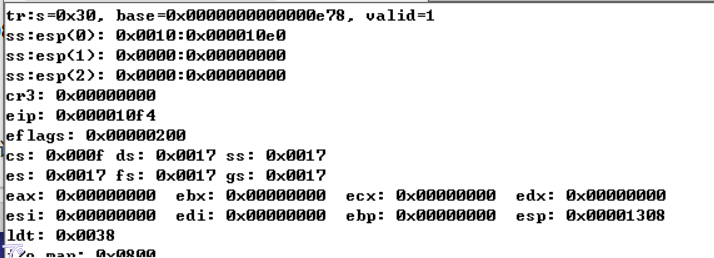 tr:s=0x30, base=0x0000000000000e78, valid=1
ss:esp(0): 0x0010:0x000010e0
ss:esp(1): 0x0000:0x00000000
ss:esp(2): 0x0000:0x00000000
cr3: 0x00000000
eip: 0x000010f4
eflags: 0x00000200
cs: 0x000f ds: 0x0017 ss: 0x0017
es: 0x0017 fs: 0x0017 gs: 0x0017
eax: 0x00000000 ebx: 0x00000000 ecx: 0x00000000 edx: 0x00000000
esi: 0x00000000 edi: 0x00000000 ebp: 0x00000000 esp: 0x00001308
ldt: 0x0038
map: 0x0800